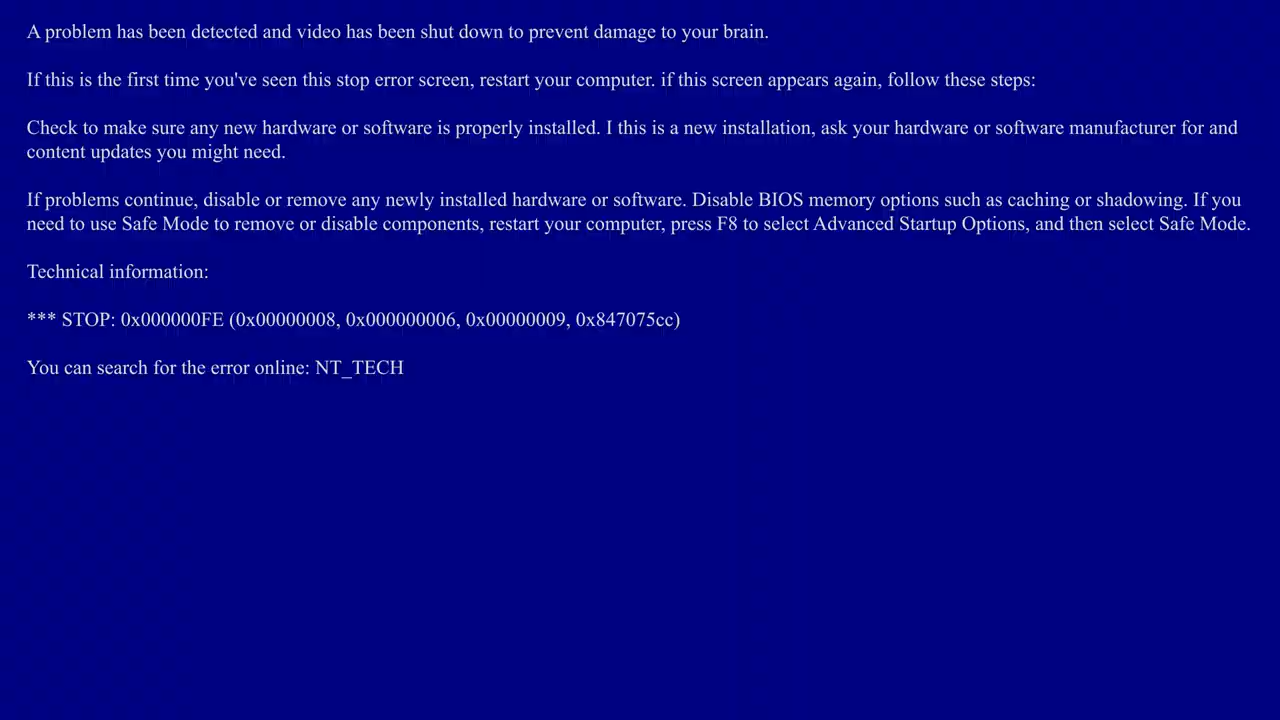 A problem has been detected and video has been shut down to prevent damage to your brain.
If this is the first time you've seen this stop error screen, restart your computer. if this screen appears again, follow these steps:
Check to make sure any new hardware or software is properly installed. I this is a new installation, ask your hardware or software manufacturer for and
content updates you might need.
If problems continue, disable or remove any newly installed hardware or software. Disable BIOS memory options such as caching or shadowing. If you
need to use Safe Mode to remove or disable components, restart your computer, press F8 to select Advanced Startup Options, and then select Safe Mode.
Technical information:
*** STOP: 0x000000FE (0x00000008, 0x000000006, 0x00000009, 0x847075cc)
You can search for the error online: NT_TECH